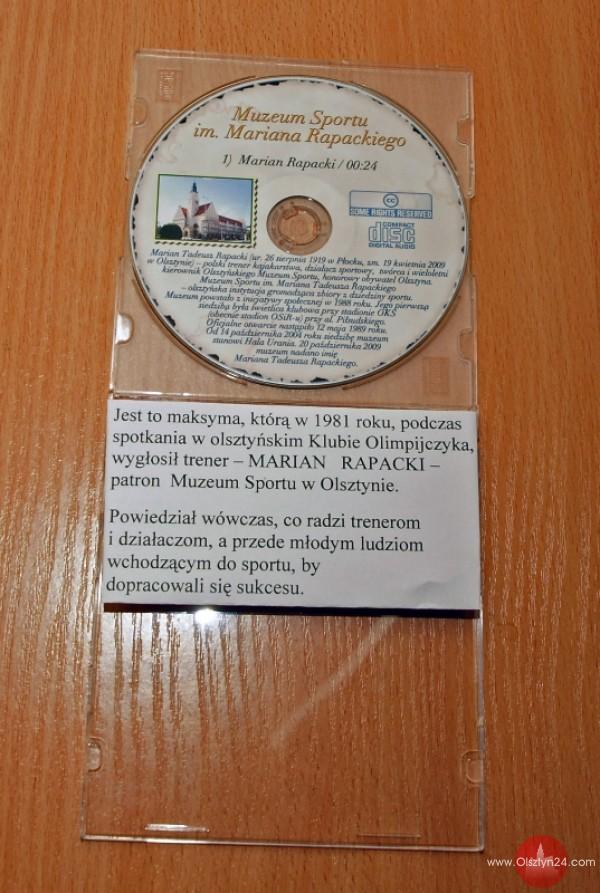 Muzeum Sportu
im. Mariana Rapackiego
1) Marian Rapacki / 00:24
cc
SOME RIGHTS RESERVED
COMPACT
disc
DIGITAL AUDIO
Marian Tadeusz Rapacki (ur. 26 sierpnia 1919 w Płocku, zm. 19 kwietnia 2009
w Olsztynie) – polski trener kajakarstwa, działacz sportowy, twórca i wieloletni
kierownik Olsztyńskiego Muzeum Sportu, honorowy obywatel Olsztyna.
Muzeum Sportu im. Mariana Tadeusza Rapackiego
– olsztyńska instytucja gromadząca zbiory z dziedziny sportu.
Muzeum powstało z inicjatywy społecznej w 1988 roku. Jego pierwszą
siedzibą była świetlica klubowa przy stadionie OKS
(obecnie stadion OSiR-u) przy al. Piłsudskiego.
Oficjalne otwarcie nastąpiło 12 maja 1989 roku.
Od 14 października 2004 roku siedzibę muzeum
stanowi Hala Urania. 20 października 2009
muzeum nadano imię
Mariana Tadeusza Rapackiego.
Jest to maksyma, którą w 1981 roku, podczas
spotkania w olsztyńskim Klubie Olimpijczyka,
wygłosił trener – MARIAN RAPACKI –
patron Muzeum Sportu w Olsztynie.
Powiedział wówczas, co radzi trenerom
i działaczom, a przede młodym ludziom
wchodzącym do sportu, by
dopracowali się sukcesu.
www.Olsztyn24.com